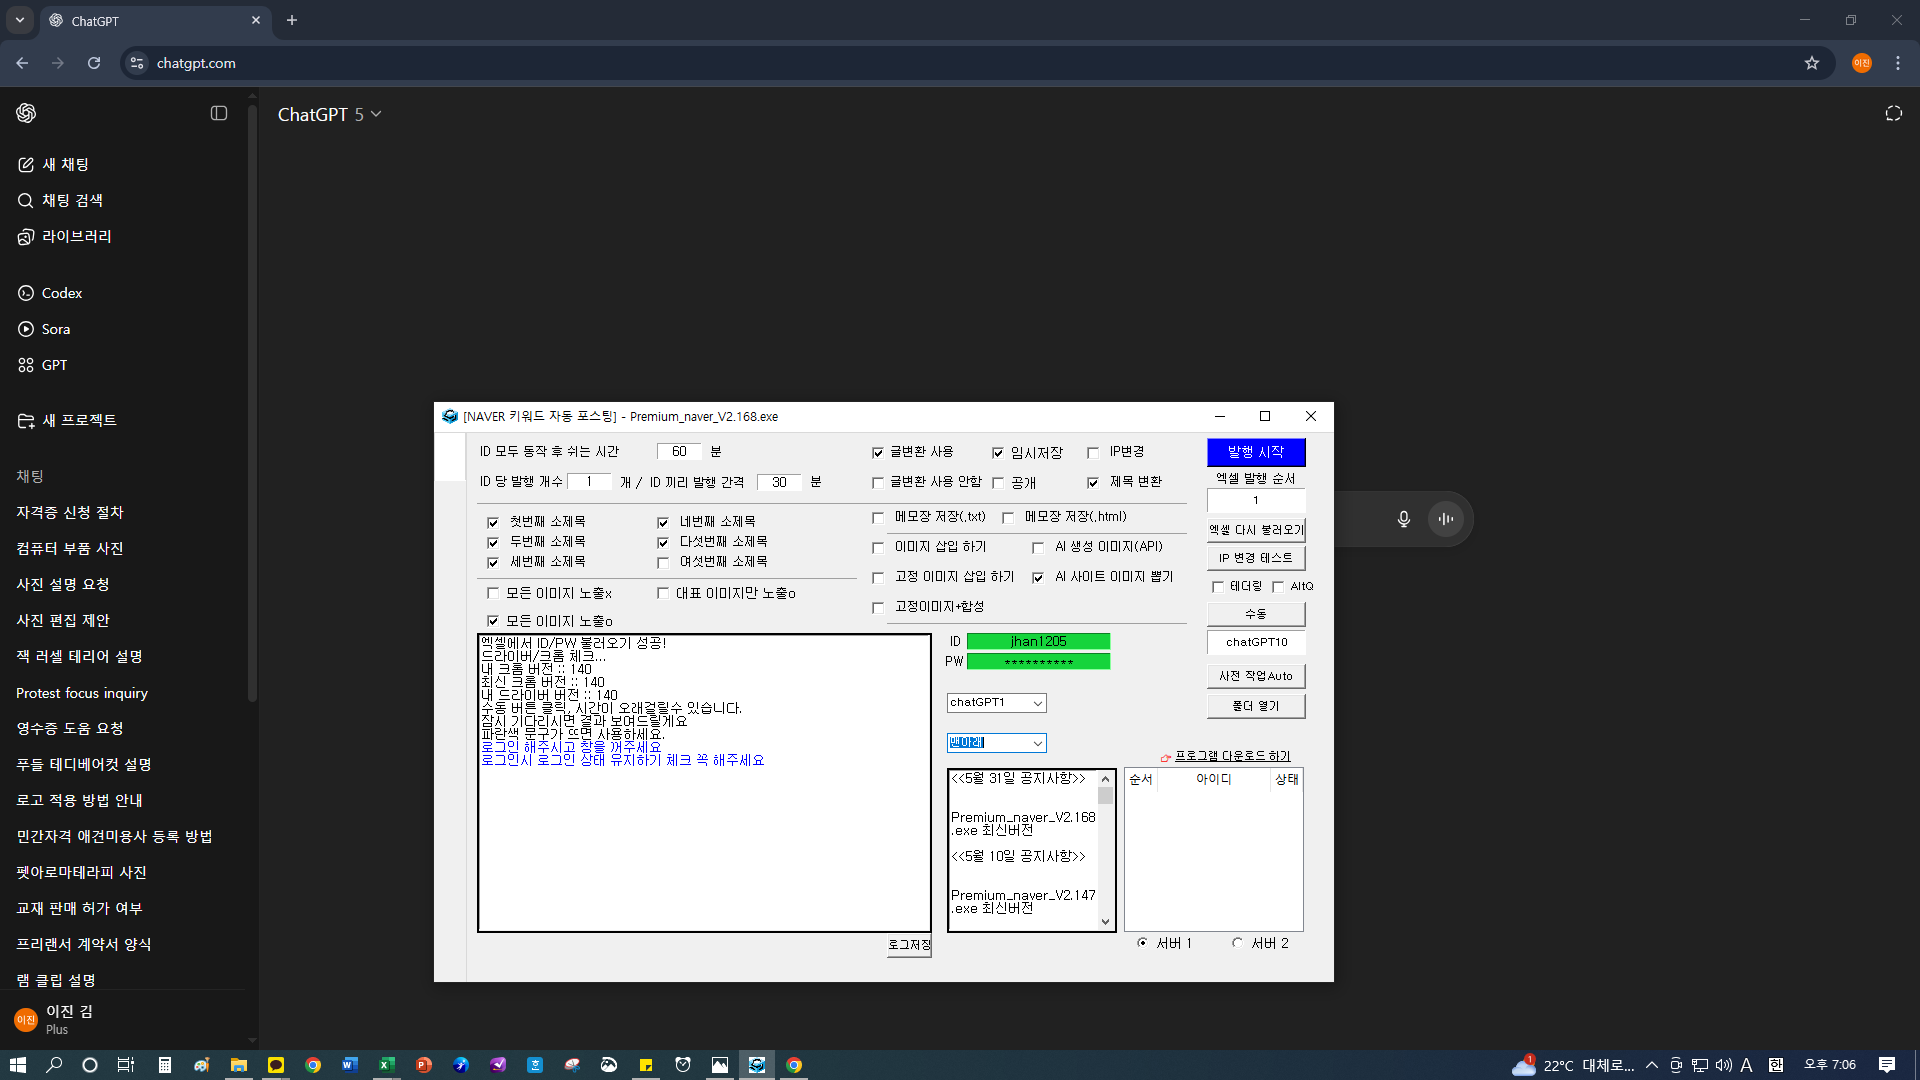 ChatGPT
chatgpt.com
이진
ChatGPT 5
새 채팅
채팅 검색
라이브러리
Codex
Sora
GPT
새 프로젝트
채팅
자격증 신청 절차
컴퓨터 부품 사진
사진 설명 요청
사진 편집 제안
잭 러셀 테리어 설명
Protest focus inquiry
영수증 도움 요청
푸들 테디베어컷 설명
로고 적용 방법 안내
민간자격 애견미용사 등록 방법
펫아로마테라피 사진
교재 판매 허가 여부
프리랜서 계약서 양식
램 클립 설명
이진 이진 김
Plus
[NAVER 키워드 자동 포스팅] - Premium_naver_V2.168.exe
ID 모두 동작 후 쉬는 시간 60 분
ID 당 발행 개수 1 개 / ID 끼리 발행 간격 30 분
글변환 사용 임시저장 IP변경
글변환 사용 안함 공개 제목 변환
메모장 저장(.txt) 메모장 저장(.html)
첫번째 소제목 네번째 소제목
두번째 소제목 다섯번째 소제목
세번째 소제목 여섯번째 소제목
이미지 삽입 하기 AI 생성 이미지(API)
고정 이미지 삽입 하기 AI 사이트 이미지 뽑기
고정이미지+합성
모든 이미지 노출x 대표 이미지만 노출o
모든 이미지 노출o
발행 시작
엑셀 발행 순서
1
엑셀 다시 불러오기
IP 변경 테스트
테더링 AltQ
수동
chatGPT10
사전 작업Auto
폴더 열기
엑셀에서 ID/PW 불러오기 성공!
드라이버/크롬 체크...
내 크롬 버전 :: 140
최신 크롬 버전 :: 140
내 드라이버 버전 :: 140
수동 버튼 클릭, 시간이 오래걸릴수 있습니다.
잠시 기다리시면 결과 보여드릴게요
파란색 문구가 뜨면 사용하세요.
로그인 해주시고 창을 꺼주세요
로그인시 로그인 상태 유지하기 체크 꼭 해주세요
로그저장
ID jhan1205
PW **********
chatGPT1
맨아래
<<5월 31일 공지사항>>
Premium_naver_V2.168
.exe 최신버전
<<5월 10일 공지사항>>
Premium_naver_V2.147
.exe 최신버전
프로그램 다운로드 하기
순서 아이디 상태
서버 1 서버 2
1 22°C 대체로... A 한 오후 7:06